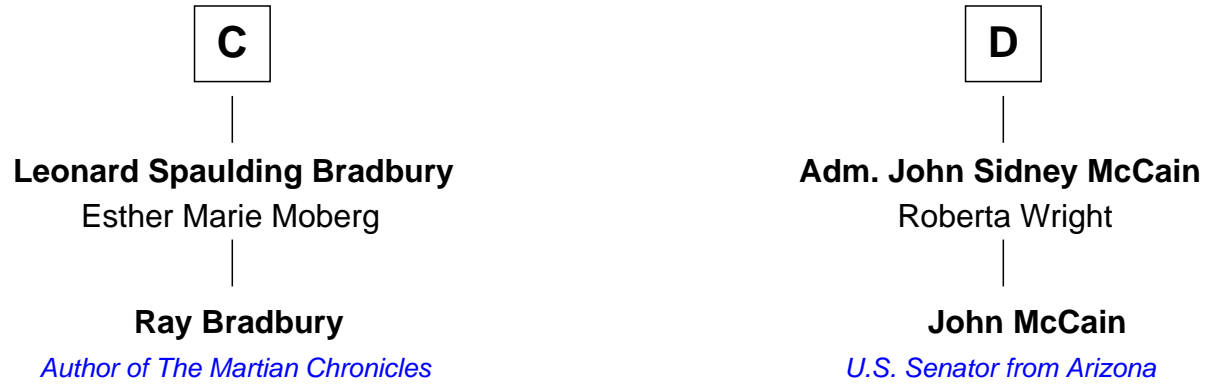 C
Leonard Spaulding Bradbury
Esther Marie Moberg
Ray Bradbury
Author of The Martian Chronicles
D
Adm. John Sidney McCain
Roberta Wright
John McCain
U.S. Senator from Arizona